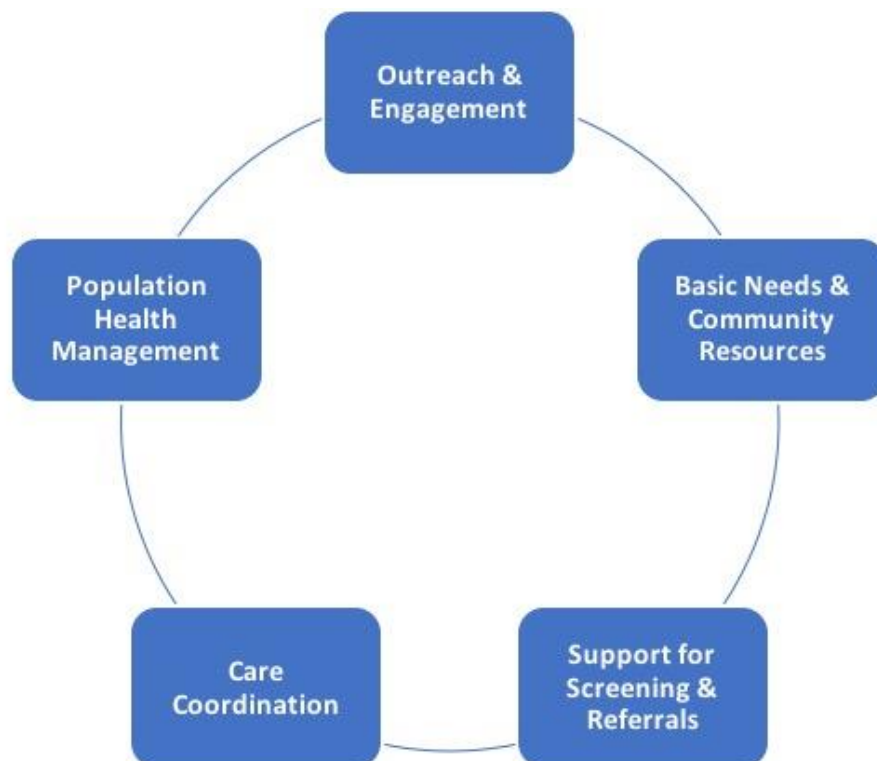 Outreach &
Engagement
Basic Needs &
Community
Resources
Support for
Screening &
Referrals
Care
Coordination
Population
Health
Management